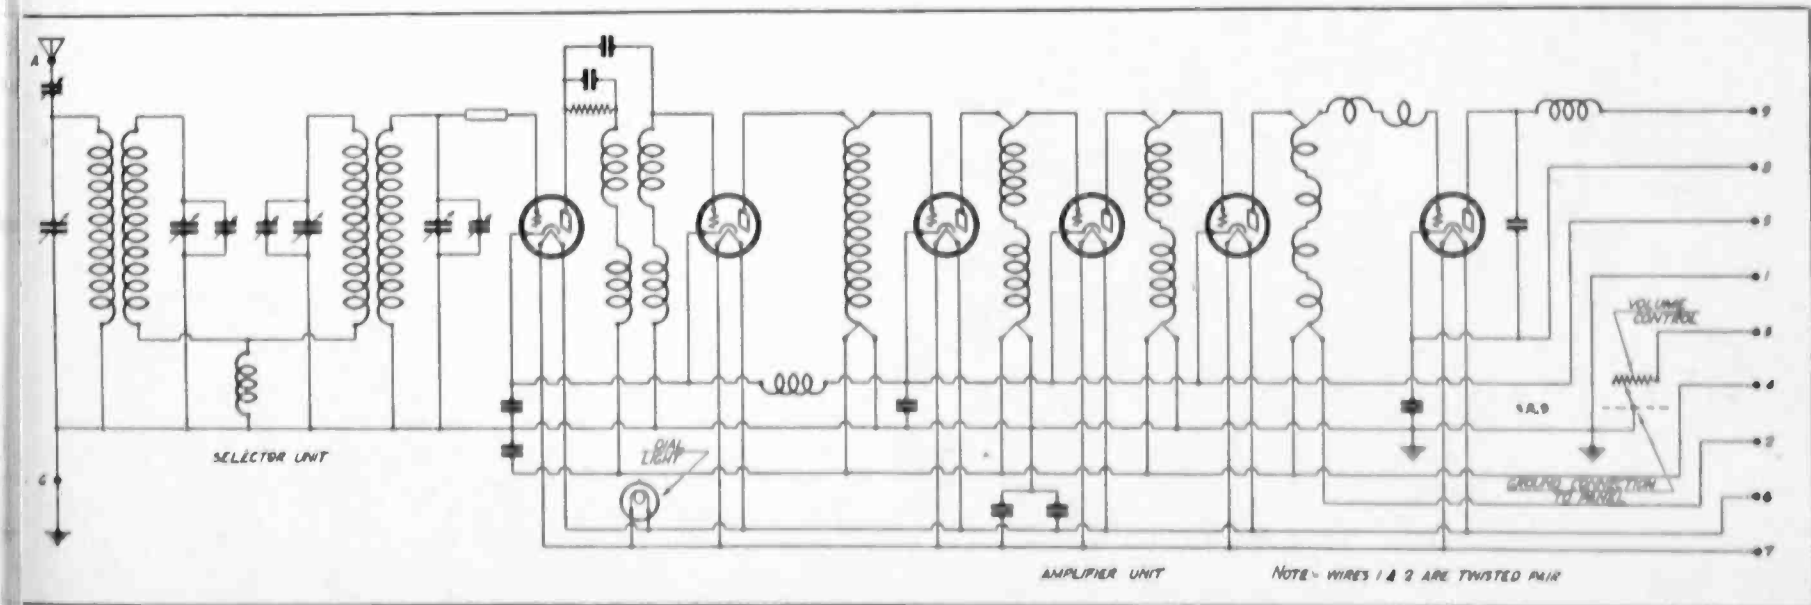 A
9
8
5
1
VOLUME
CONTROL
4
SELECTOR UNIT
DIAL
LIGHT
2
G
GROUND CONNECTION
TO PANEL
6
7
AMPLIFIER UNIT
NOTE - WIRES 1 & 2 ARE TWISTED PAIR